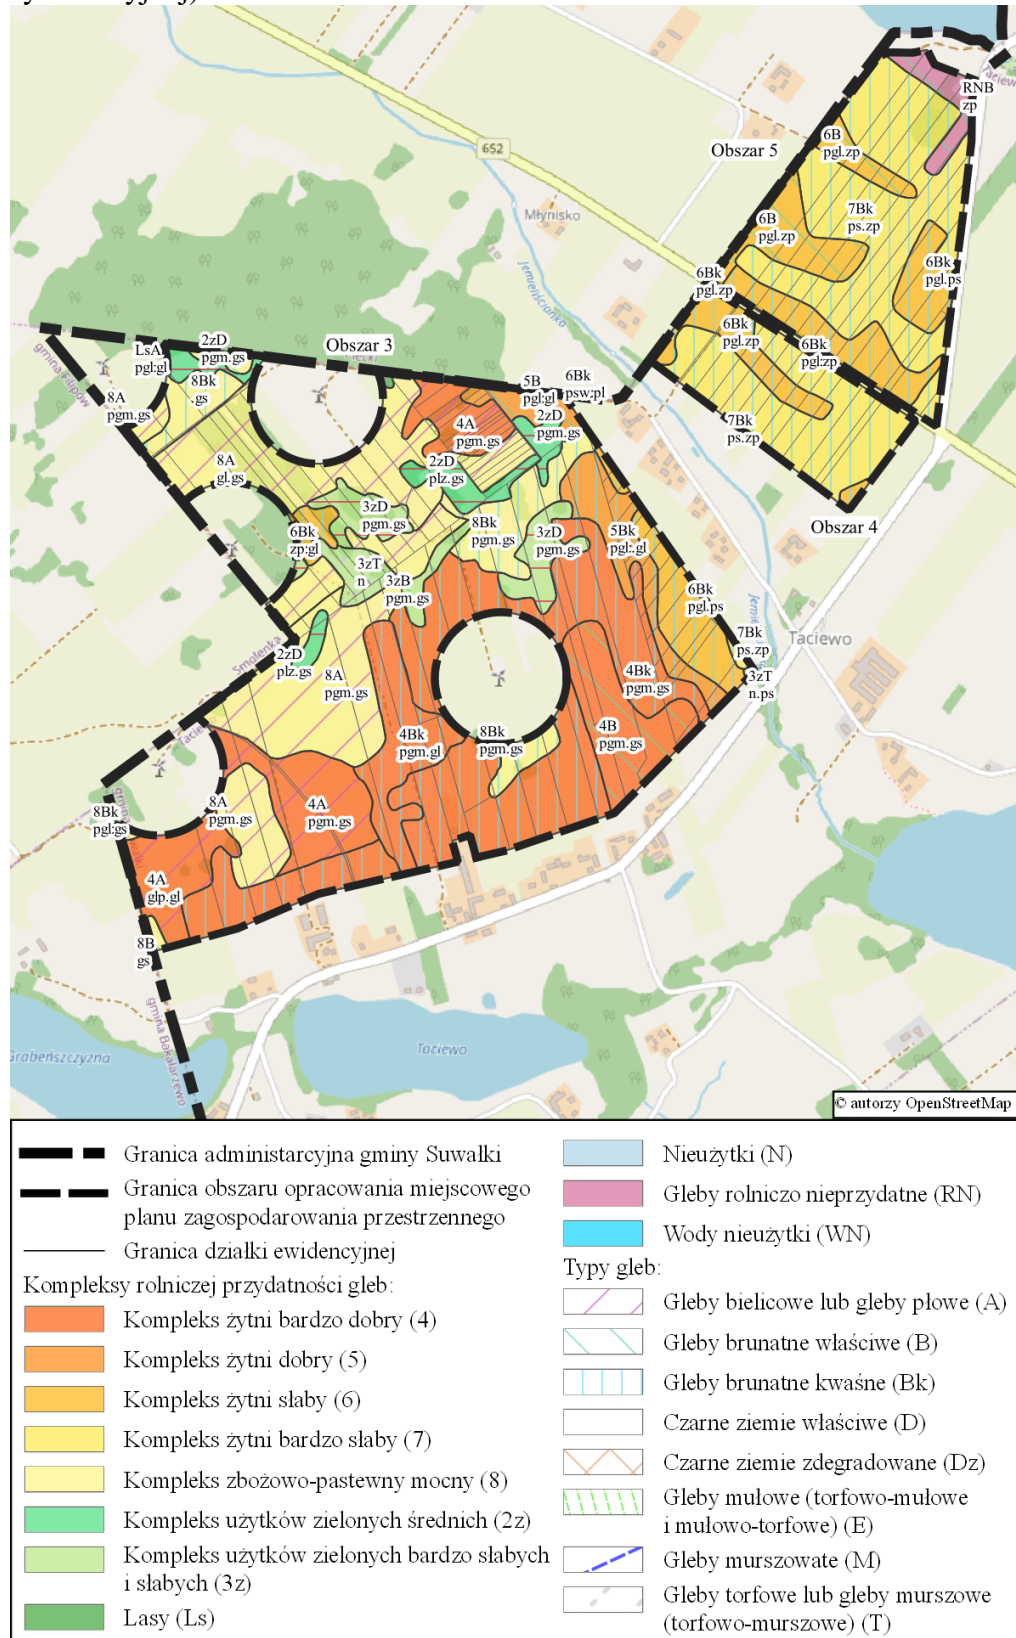 Taciewo
RNB
zp
Obszar 5
6B
pgl.zp
652
Młynisko
7Bk
ps.zp
6B
pgl.zp
6Bk
pgl.ps
6Bk
pgl.zp
Jemieliścianka
6Bk
pgl.zp
6Bk
pgl:zp
Obszar 3
2zD
pgm.gs
LsA
pgl:gl
8Bk
.gs
gmina Filipów
8A
pgm.gs
5B
pgl:gl
6Bk
psw:pl
4A
pgm.gs
2zD
pgm.gs
7Bk
ps.zp
8A
gl.gs
2zD
plz.gs
Obszar 4
3zD
pgm.gs
8Bk
pgm.gs
3zD
pgm.gs
5Bk
pgl:.gl
6Bk
zp:gl
3zT
n
3zB
pgm.gs
6Bk
pgl.ps
Smolenka
2zD
plz.gs
8A
pgm.gs
4Bk
pgm.gs
7Bk
ps.zp
Taciewo
3zT
n.ps
Taciewo
4Bk
pgm.gl
8Bk
pgm.gs
4B
pgm.gs
8Bk
pgl:gs
8A
pgm.gs
4A
pgm.gs
4A
glp.gl
8B
gs
gmina Bakałarzewo
Taciewo
© autorzy OpenStreetMap
Granica administarcyjna gminy Suwałki
Granica obszaru opracowania miejscowego
planu zagospodarowania przestrzennego
Granica działki ewidencyjnej
Kompleksy rolniczej przydatności gleb:
Kompleks żytni bardzo dobry (4)
Kompleks żytni dobry (5)
Kompleks żytni słaby (6)
Kompleks żytni bardzo słaby (7)
Kompleks zbożowo-pastewny mocny (8)
Kompleks użytków zielonych średnich (2z)
Kompleks użytków zielonych bardzo słabych
i słabych (3z)
Lasy (Ls)
Nieużytki (N)
Gleby rolniczo nieprzydatne (RN)
Wody nieużytki (WN)
Typy gleb:
Gleby bielicowe lub gleby płowe (A)
Gleby brunatne właściwe (B)
Gleby brunatne kwaśne (Bk)
Czarne ziemie właściwe (D)
Czarne ziemie zdegradowane (Dz)
Gleby mułowe (torfowo-mułowe
i mułowo-torfowe) (E)
Gleby murszowate (M)
Gleby torfowe lub gleby murszowe
(torfowo-murszowe) (T)